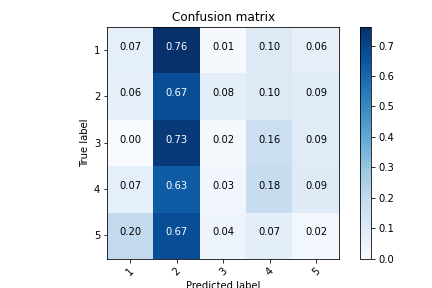 Confusion matrix
1 0.07 0.76 0.01 0.10 0.06
2 0.06 0.67 0.08 0.10 0.09
3 0.00 0.73 0.02 0.16 0.09
4 0.07 0.63 0.03 0.18 0.09
5 0.20 0.67 0.04 0.07 0.02
True label
1 2 3 4 5
Predicted label
0.7
0.6
0.5
0.4
0.3
0.2
0.1
0.0